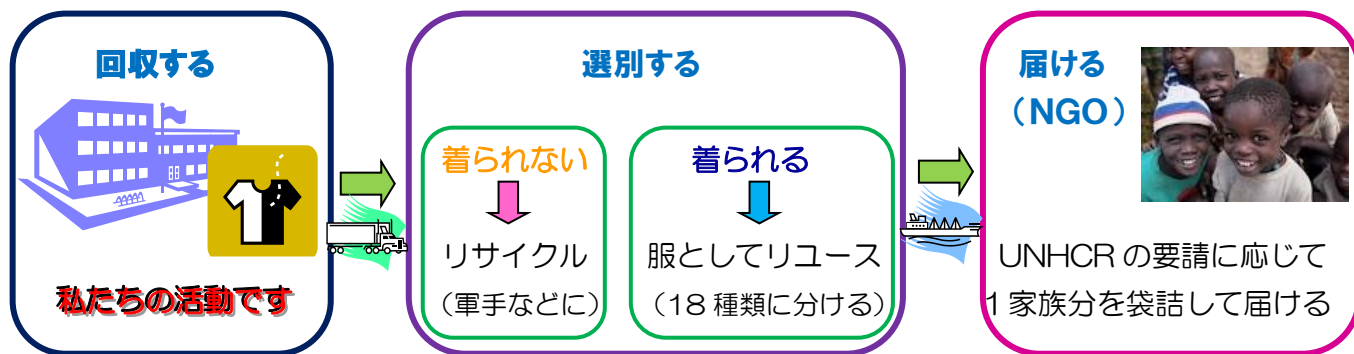 回収する
私たちの活動です
選別する
着られない
リサイクル
（軍手などに）
着られる
服としてリユース
（18 種類に分ける）
届ける
（NGO）
UNHCR の要請に応じて
1 家族分を袋詰して届ける